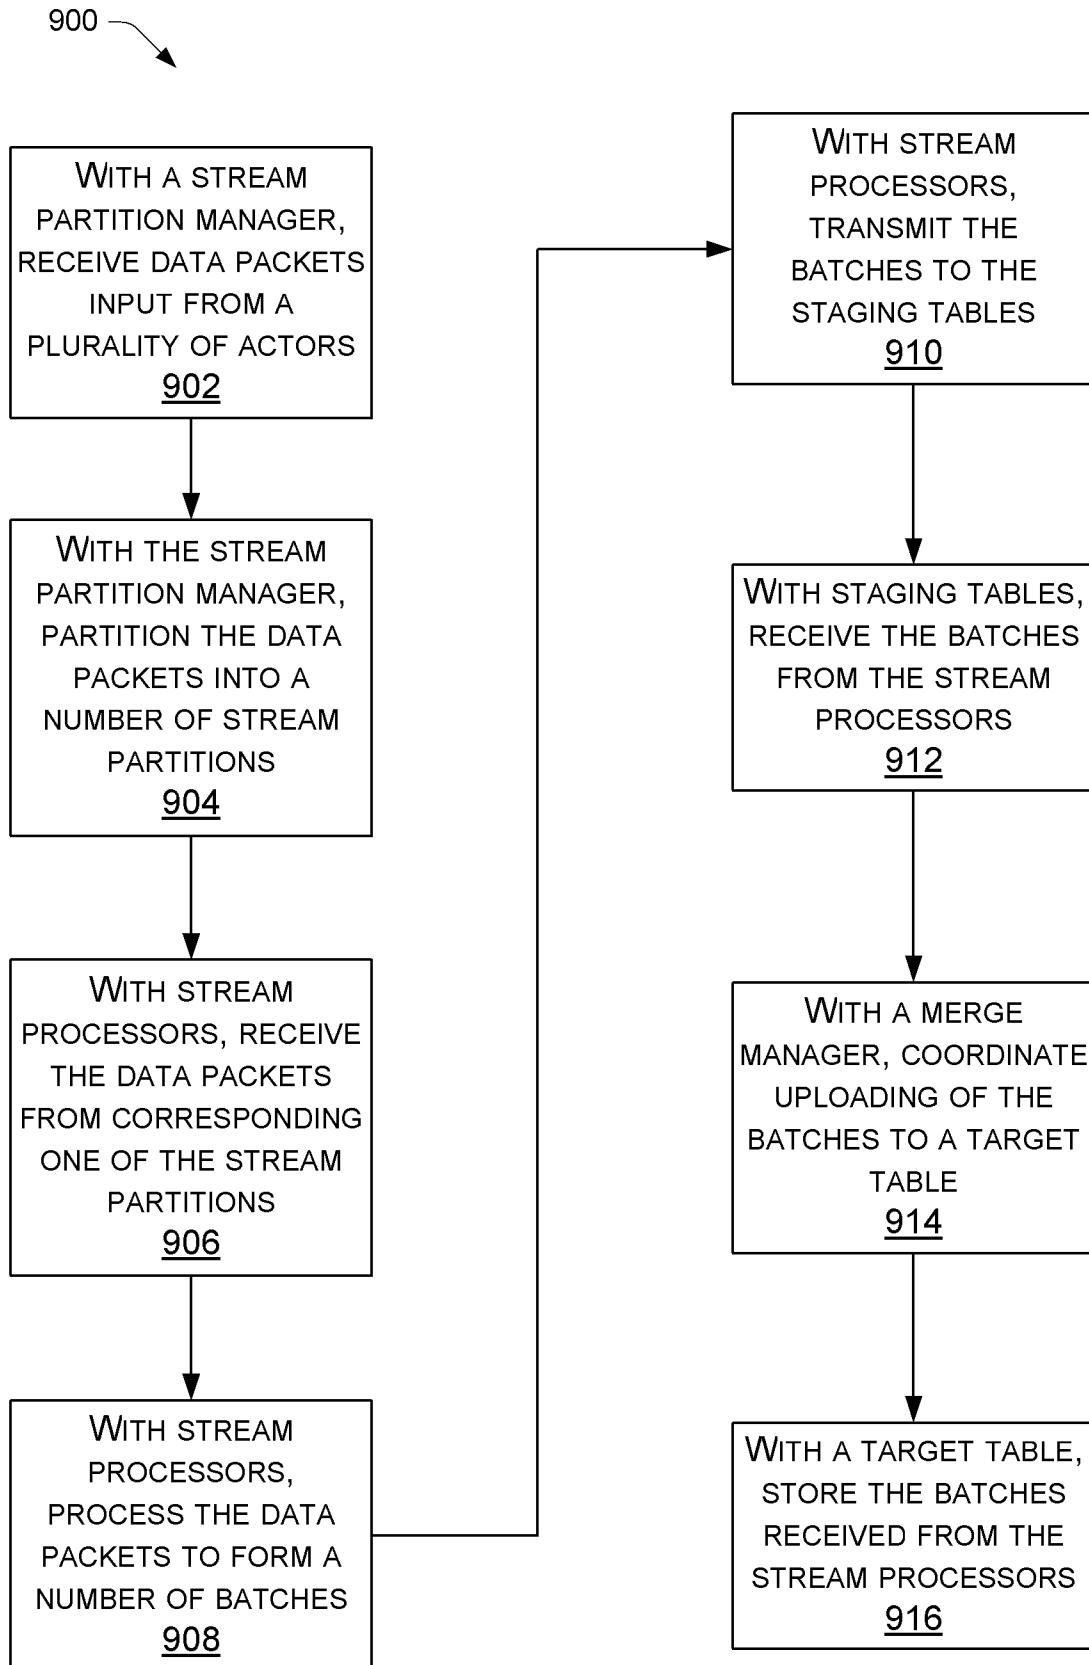 900
WITH A STREAM
PARTITION MANAGER,
RECEIVE DATA PACKETS
INPUT FROM A
PLURALITY OF ACTORS
902
WITH THE STREAM
PARTITION MANAGER,
PARTITION THE DATA
PACKETS INTO A
NUMBER OF STREAM
PARTITIONS
904
WITH STREAM
PROCESSORS, RECEIVE
THE DATA PACKETS
FROM CORRESPONDING
ONE OF THE STREAM
PARTITIONS
906
WITH STREAM
PROCESSORS,
PROCESS THE DATA
PACKETS TO FORM A
NUMBER OF BATCHES
908
WITH STREAM
PROCESSORS,
TRANSMIT THE
BATCHES TO THE
STAGING TABLES
910
WITH STAGING TABLES,
RECEIVE THE BATCHES
FROM THE STREAM
PROCESSORS
912
WITH A MERGE
MANAGER, COORDINATE
UPLOADING OF THE
BATCHES TO A TARGET
TABLE
914
WITH A TARGET TABLE,
STORE THE BATCHES
RECEIVED FROM THE
STREAM PROCESSORS
916